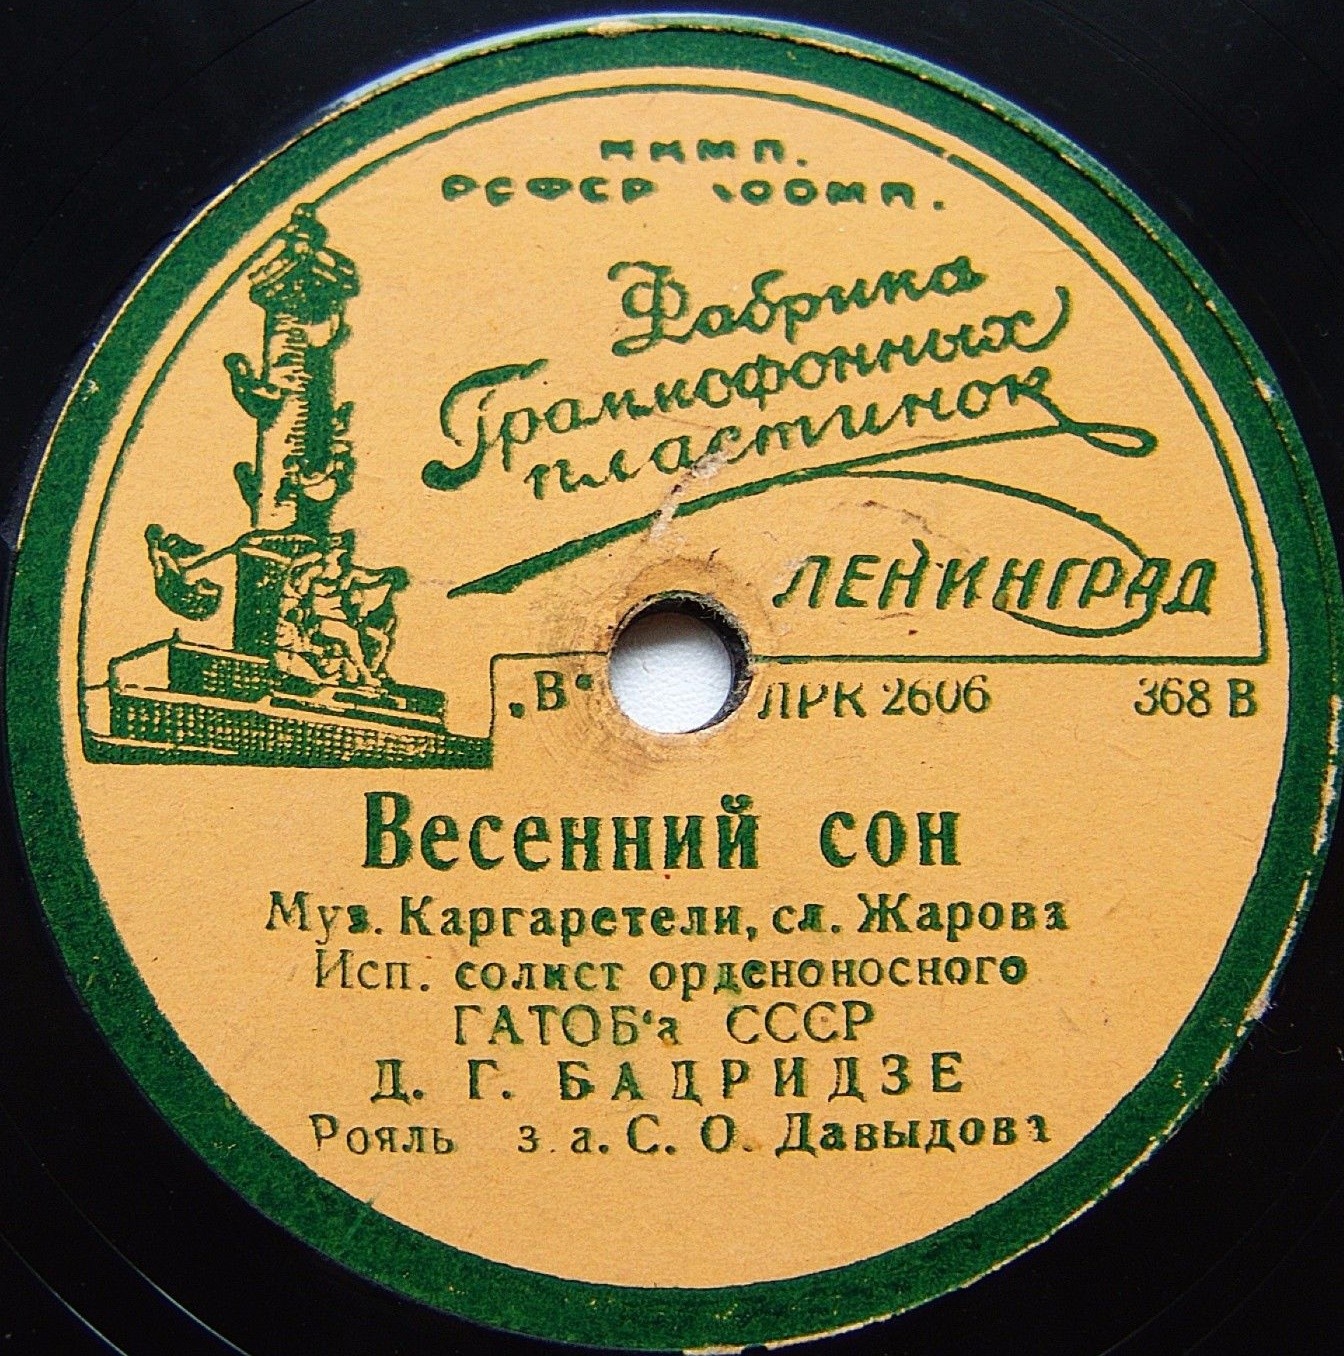 НКМП.
РСФСР ЛООМП.
Фабрика
Граммофонных
пластинок
ЛЕНИНГРАД
„В“ ЛРК 2606 368 В
Весенний сон
Муз. Каргаретели, сл. Жарова
Исп. солист орденоносного
ГАТОБ‘а СССР
Д. Г. БАДРИДЗЕ
Рояль з. а. С. О. Давыдова